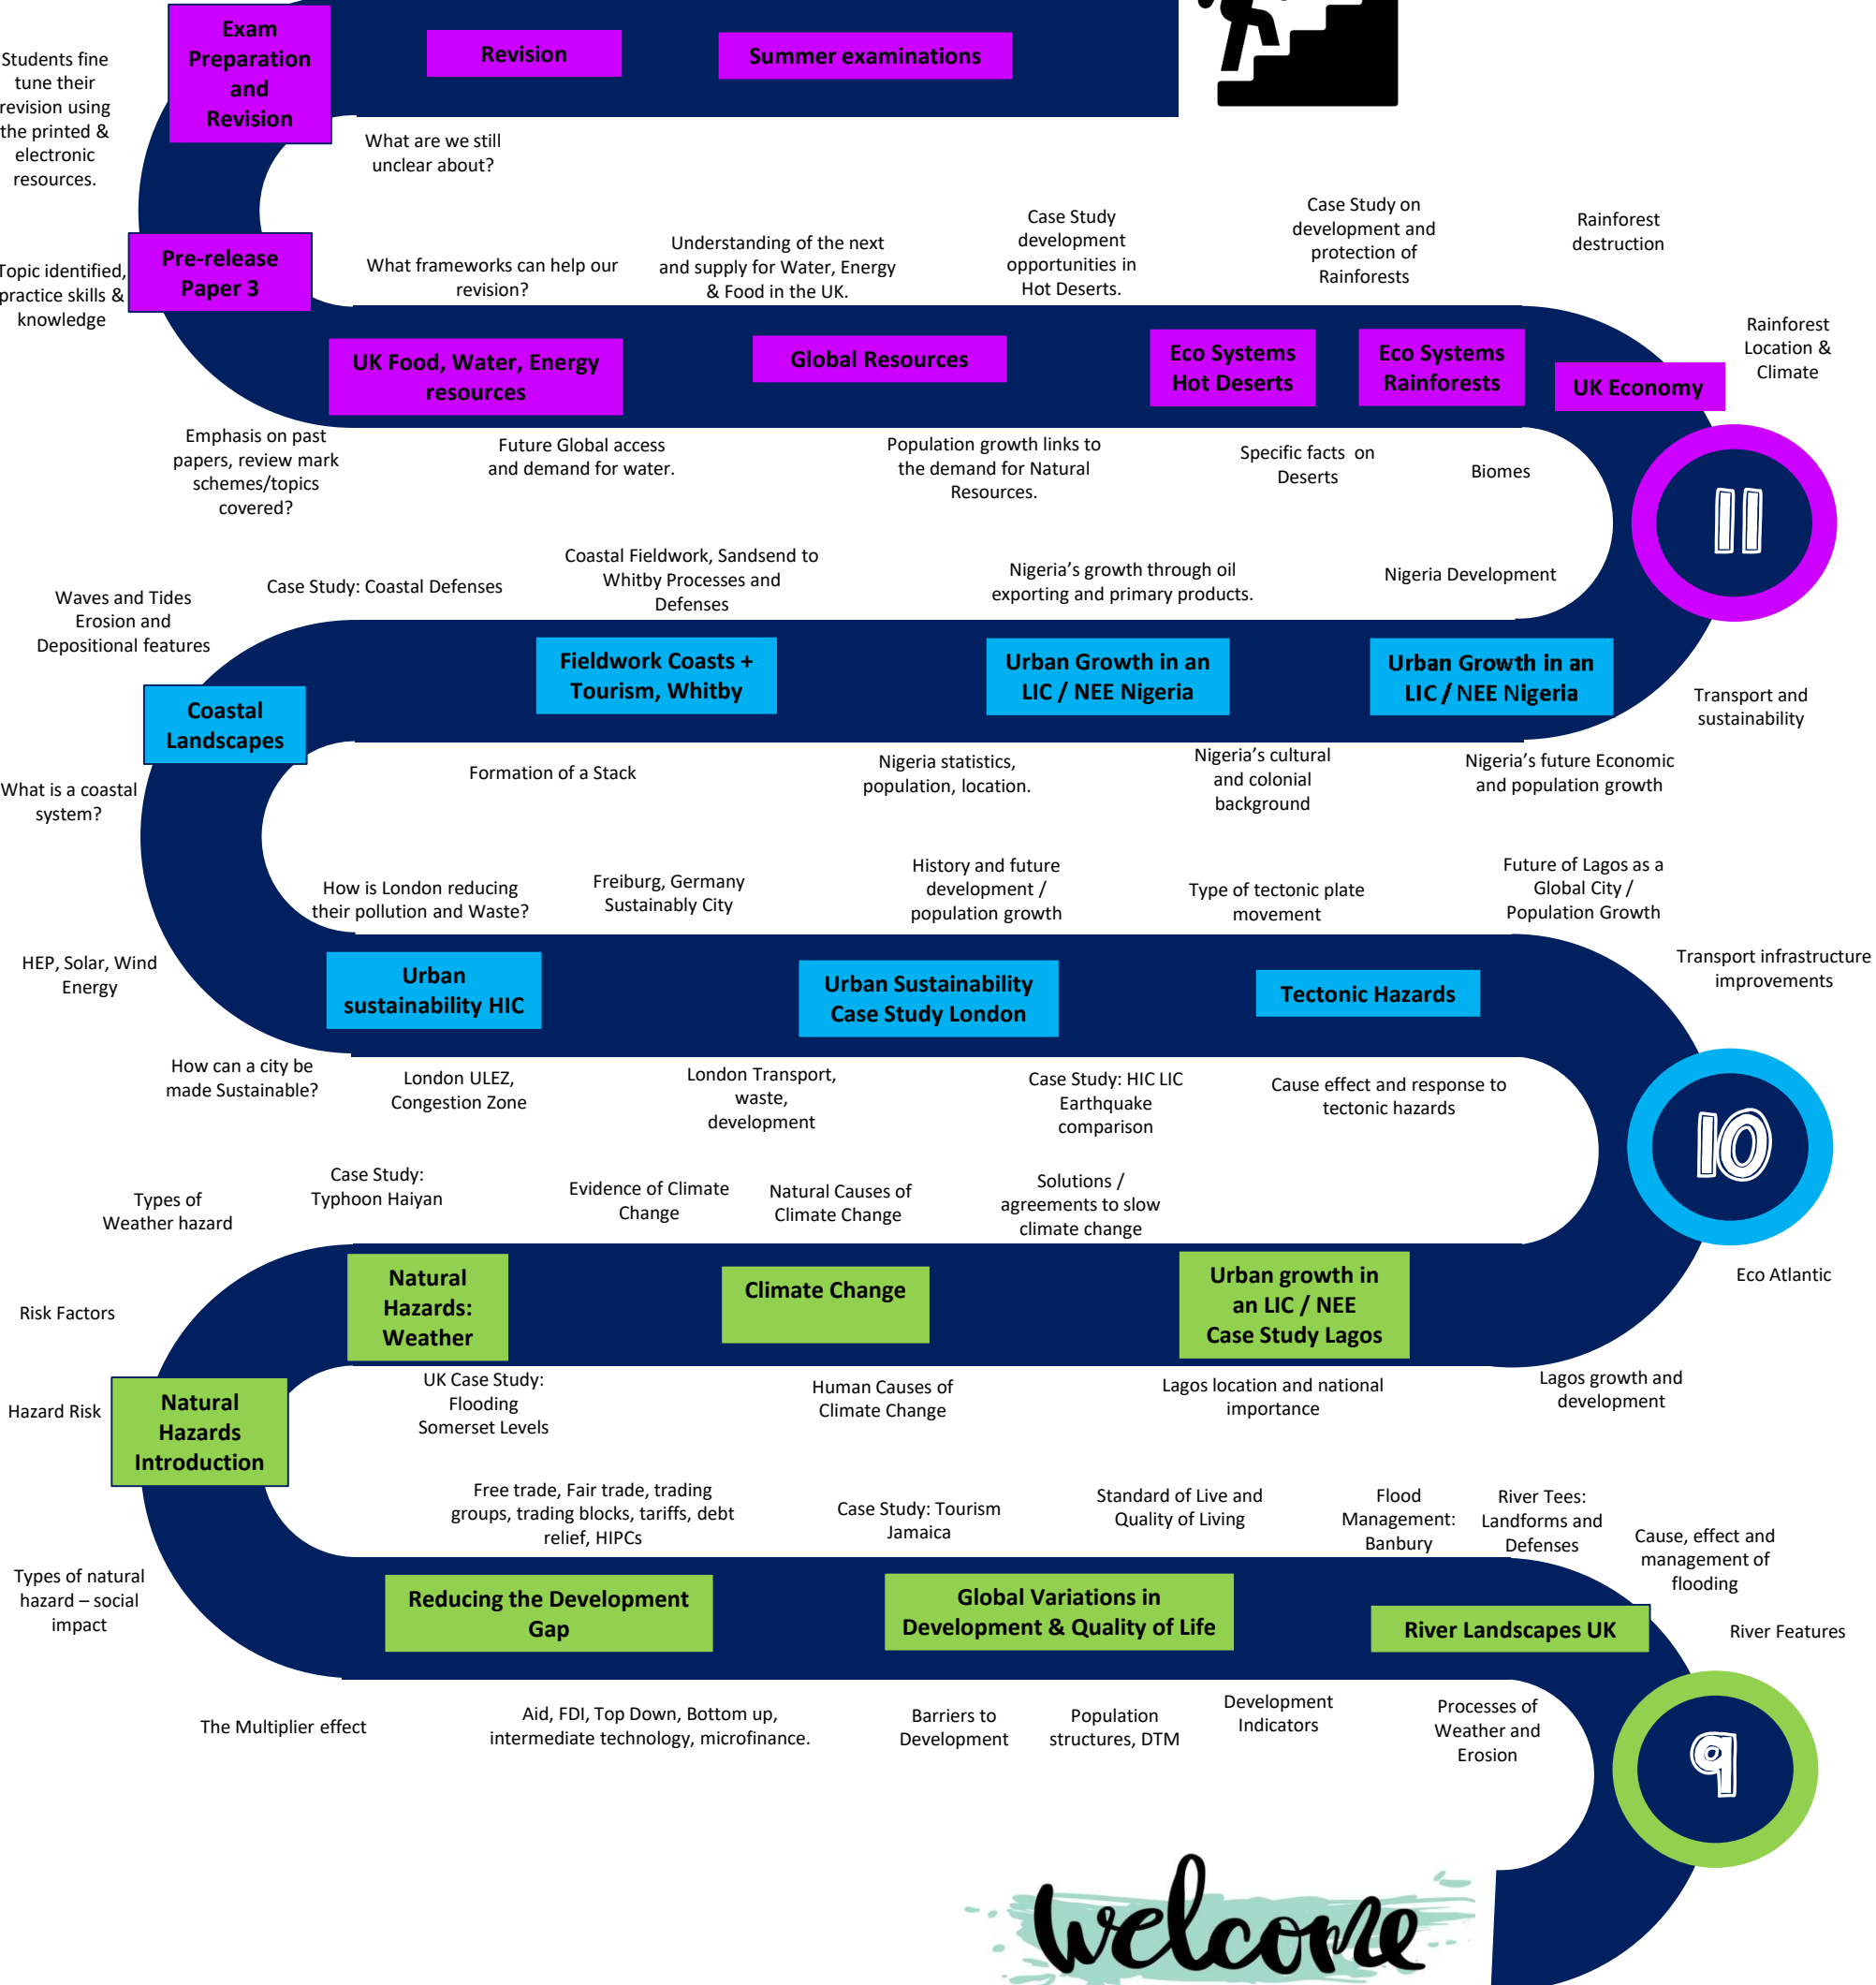 Exam
Preparation
and
Revision
Revision
Summer examinations
Students fine
tune their
revision using
the printed &
electronic
resources.
What are we still
unclear about?
Topic identified,
practice skills &
knowledge
Pre-release
Paper 3
What frameworks can help our
revision?
Understanding of the next
and supply for Water, Energy
& Food in the UK.
Case Study
development
opportunities in
Hot Deserts.
Case Study on
development and
protection of
Rainforests
Rainforest
destruction
Rainforest
Location &
Climate
UK Food, Water, Energy
resources
Global Resources
Eco Systems
Hot Deserts
Eco Systems
Rainforests
UK Economy
Emphasis on past
papers, review mark
schemes/topics
covered?
Future Global access
and demand for water.
Population growth links to
the demand for Natural
Resources.
Specific facts on
Deserts
Biomes
11
Waves and Tides
Erosion and
Depositional features
Case Study: Coastal Defenses
Coastal Fieldwork, Sandsend to
Whitby Processes and
Defenses
Nigeria's growth through oil
exporting and primary products.
Nigeria Development
Coastal
Landscapes
Fieldwork Coasts +
Tourism, Whitby
Urban Growth in an
LIC / NEE Nigeria
Urban Growth in an
LIC / NEE Nigeria
Transport and
sustainability
What is a coastal
system?
Formation of a Stack
Nigeria statistics,
population, location.
Nigeria's cultural
and colonial
background
Nigeria's future Economic
and population growth
How is London reducing
their pollution and Waste?
Freiburg, Germany
Sustainably City
History and future
development /
population growth
Type of tectonic plate
movement
Future of Lagos as a
Global City /
Population Growth
HEP, Solar, Wind
Energy
Urban
sustainability HIC
Urban Sustainability
Case Study London
Tectonic Hazards
Transport infrastructure
improvements
How can a city be
made Sustainable?
London ULEZ,
Congestion Zone
London Transport,
waste,
development
Case Study: HIC LIC
Earthquake
comparison
Cause effect and response to
tectonic hazards
10
Types of
Weather hazard
Case Study:
Typhoon Haiyan
Evidence of Climate
Change
Natural Causes of
Climate Change
Solutions /
agreements to slow
climate change
Risk Factors
Natural
Hazards:
Weather
Climate Change
Urban growth in
an LIC / NEE
Case Study Lagos
Eco Atlantic
Hazard Risk
Natural
Hazards
Introduction
UK Case Study:
Flooding
Somerset Levels
Human Causes of
Climate Change
Lagos location and national
importance
Lagos growth and
development
Free trade, Fair trade, trading
groups, trading blocks, tariffs, debt
relief, HIPCs
Case Study: Tourism
Jamaica
Standard of Live and
Quality of Living
Flood
Management:
Banbury
River Tees:
Landforms and
Defenses
Cause, effect and
management of
flooding
Types of natural
hazard – social
impact
Reducing the Development
Gap
Global Variations in
Development & Quality of Life
River Landscapes UK
River Features
The Multiplier effect
Aid, FDI, Top Down, Bottom up,
intermediate technology, microfinance.
Barriers to
Development
Population
structures, DTM
Development
Indicators
Processes of
Weather and
Erosion
9
welcome